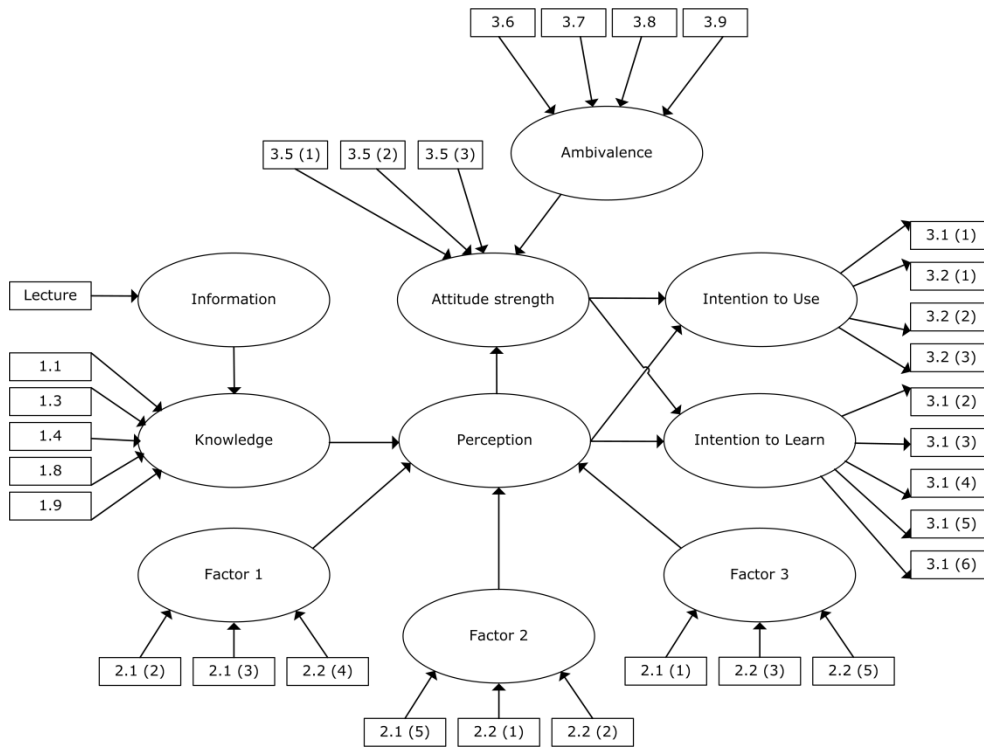 3.6
3.7
3.8
3.9
Ambivalence
3.5 (1)
3.5 (2)
3.5 (3)
Lecture
Information
Attitude strength
Intention to Use
3.1 (1)
3.2 (1)
3.2 (2)
3.2 (3)
1.1
1.3
1.4
1.8
1.9
Knowledge
Perception
Intention to Learn
3.1 (2)
3.1 (3)
3.1 (4)
3.1 (5)
3.1 (6)
Factor 1
Factor 2
Factor 3
2.1 (2)
2.1 (3)
2.2 (4)
2.1 (5)
2.2 (1)
2.2 (2)
2.1 (1)
2.2 (3)
2.2 (5)